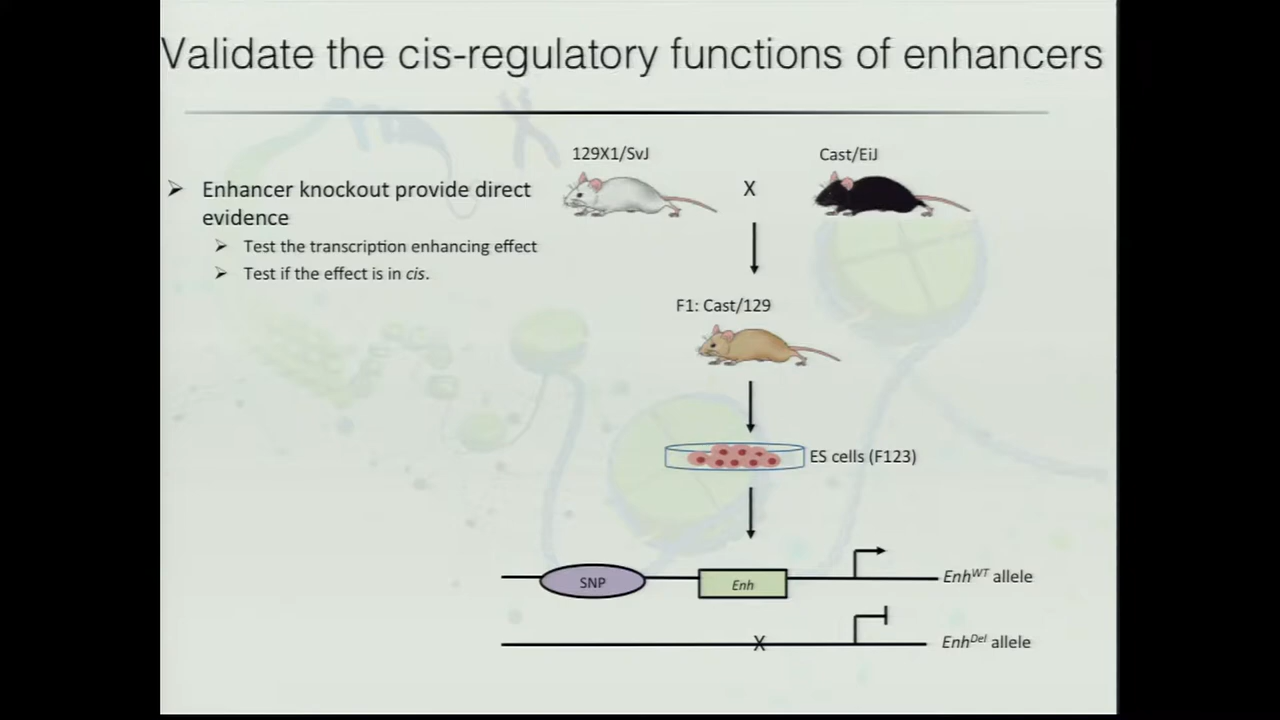 Validate the cis-regulatory functions of enhancers
129X1/SvJ
Cast/EiJ
X
Enhancer knockout provide direct
evidence
Test the transcription enhancing effect
Test if the effect is in cis.
F1: Cast/129
ES cells (F123)
SNP
Enh
EnhWT allele
X
EnhDel allele